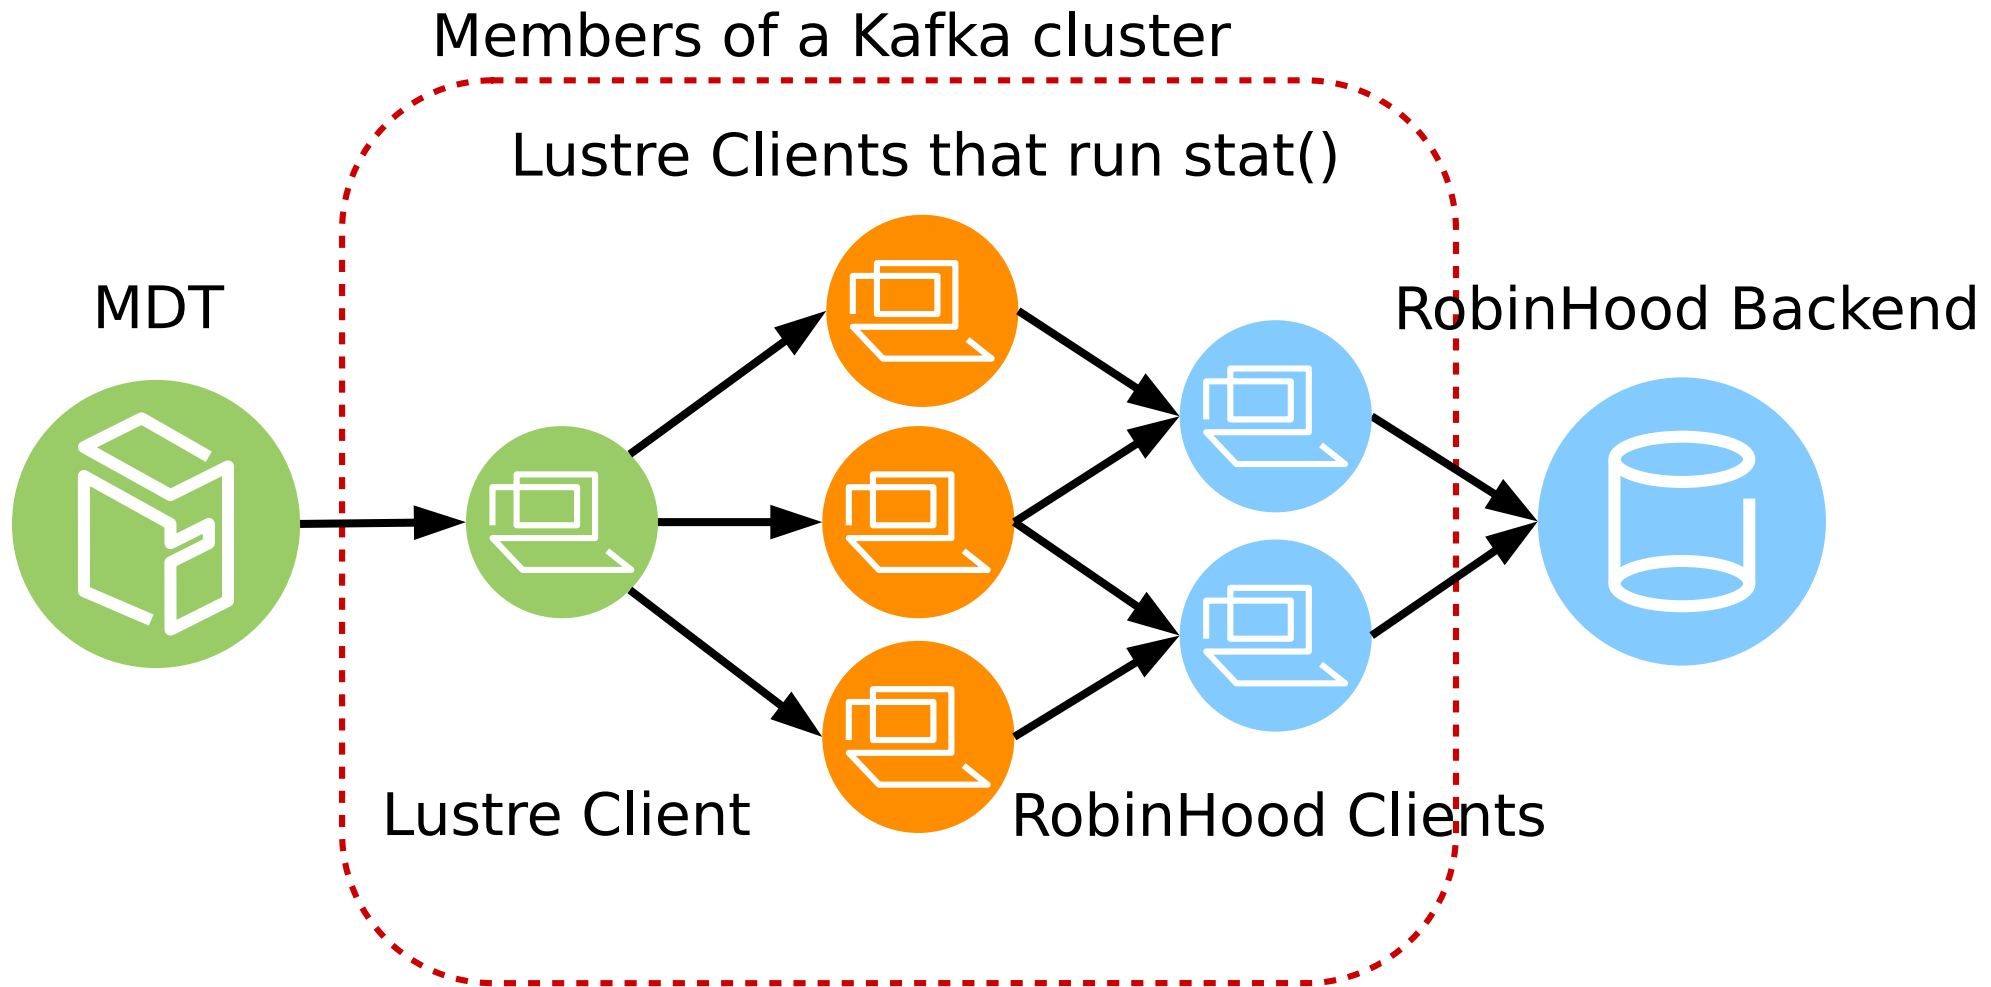 Members of a Kafka cluster
Lustre Clients that run stat()
MDT
RobinHood Backend
Lustre Client
RobinHood Clients